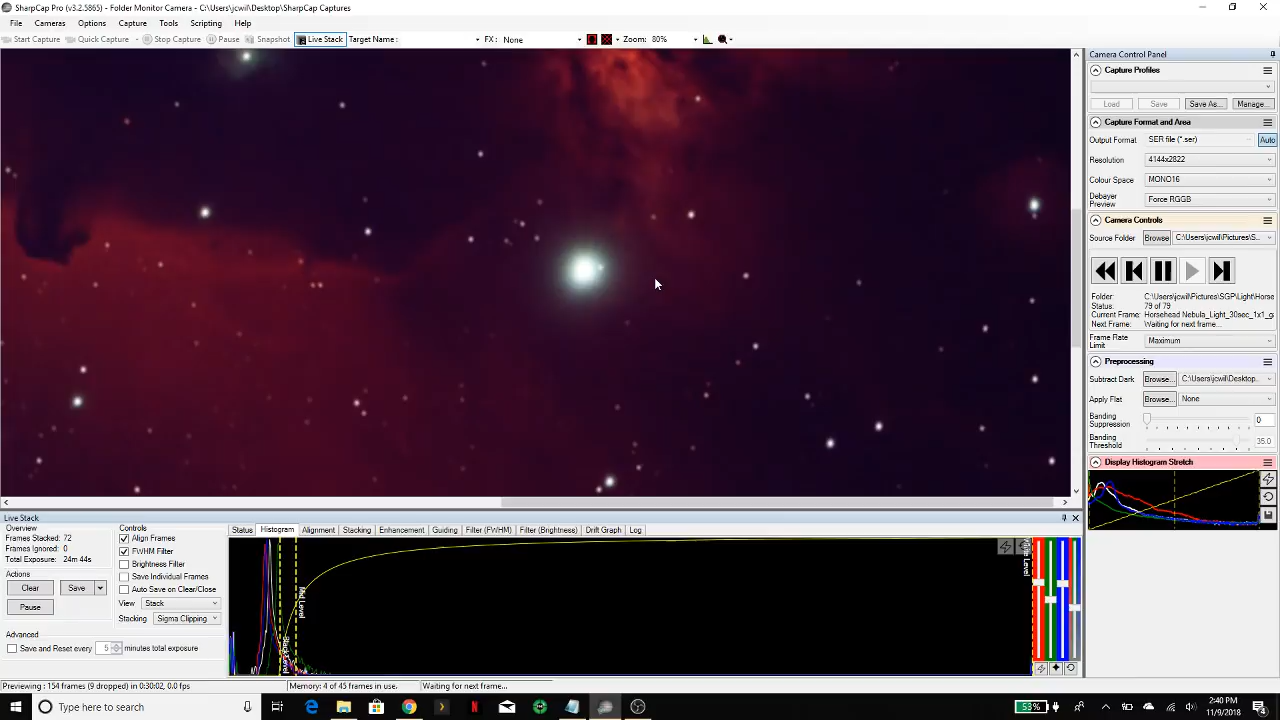 SharpCap Pro (v3.2.5865) - Folder Monitor Camera - C:\Users\jcwil\Desktop\SharpCap Captures
File Cameras Options Capture Tools Scripting Help
Start Capture Quick Capture Stop Capture Pause Snapshot Live Stack Target Name: FX: None Zoom: 80%
Camera Control Panel
Capture Profiles
Load Save Save As... Manage...
Capture Format and Area
Output Format SER file (*.ser) Auto
Resolution 4144x2822
Colour Space MONO16
Debayer Preview Force RGGB
Camera Controls
Source Folder Browse C:\Users\jcwil\Pictures\S...
Folder:
C:\Users\jcwil\Pictures\SGP\Light\Horse
Status:
79 of 79
Current Frame: Horsehead Nebula_Light_30sec_1x1_g
Next Frame: Waiting for next frame...
Frame Rate Limit Maximum
Preprocessing
Subtract Dark Browse... C:\Users\jcwil\Desktop...
Apply Flat Browse... None
Banding Suppression 0
Banding Threshold 35.0
Display Histogram Stretch
Live Stack
Overview
Frames Stacked: 72
Frames Ignored: 0
Total Exposure: 24m 44s
Actions
Clear Save
Pause
Controls
Align Frames
FWHM Filter
Brightness Filter
Save Individual Frames
Auto Save on Clear/Close
View Stack
Stacking Sigma Clipping
Advanced
Save and Reset every 5 minutes total exposure
Status Histogram Alignment Stacking Enhancement Guiding Filter (FWHM) Filter (Brightness) Drift Graph Log
Black Level
Mid Level
White Level
Previewing : 154 frames (9 dropped) in 0:30:02, 0.0 fps Memory: 4 of 45 frames in use. Waiting for next frame...
Type here to search
53%
2:40 PM
11/9/2018